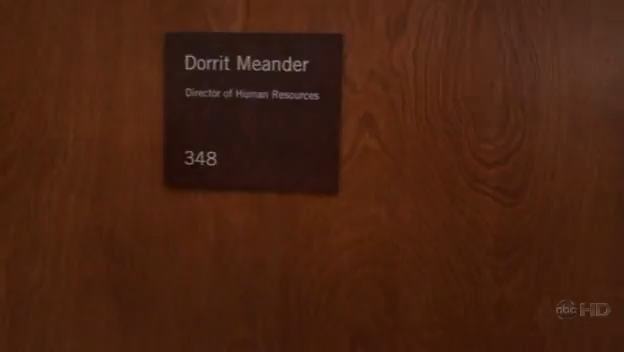 Dorrit Meander
Director of Human Resources
348
abc HD